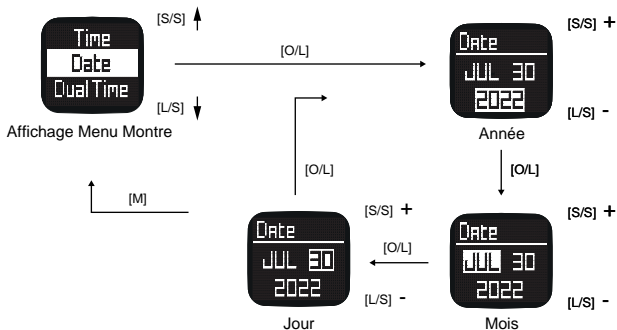 Time
Date
Dual Time
[S/S]
[L/S]
Affichage Menu Montre
[O/L]
Date
JUL 30
2022
[S/S] +
[L/S] -
Année
[O/L]
[O/L]
[M]
Date
JUL 30
2022
[S/S] +
[L/S] -
Jour
[O/L]
Date
JUL 30
2022
[S/S] +
[L/S] -
Mois